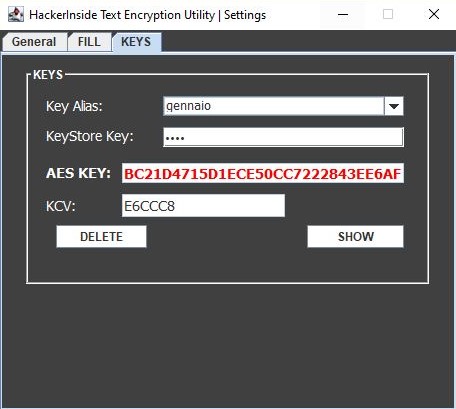 HackerInside Text Encryption Utility | Settings
General FILL KEYS
KEYS
Key Alias: gennaio
KeyStore Key: ••••
AES KEY: BC21D4715D1ECE50CC7222843EE6AF
KCV: E6CCC8
DELETE SHOW